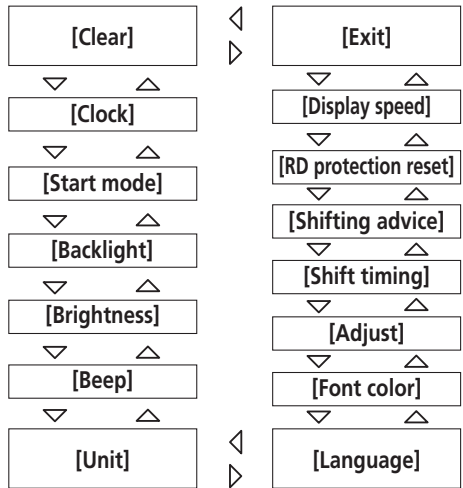 [Clear]
[Clock]
[Start mode]
[Backlight]
[Brightness]
[Beep]
[Unit]
[Exit]
[Display speed]
[RD protection reset]
[Shifting advice]
[Shift timing]
[Adjust]
[Font color]
[Language]